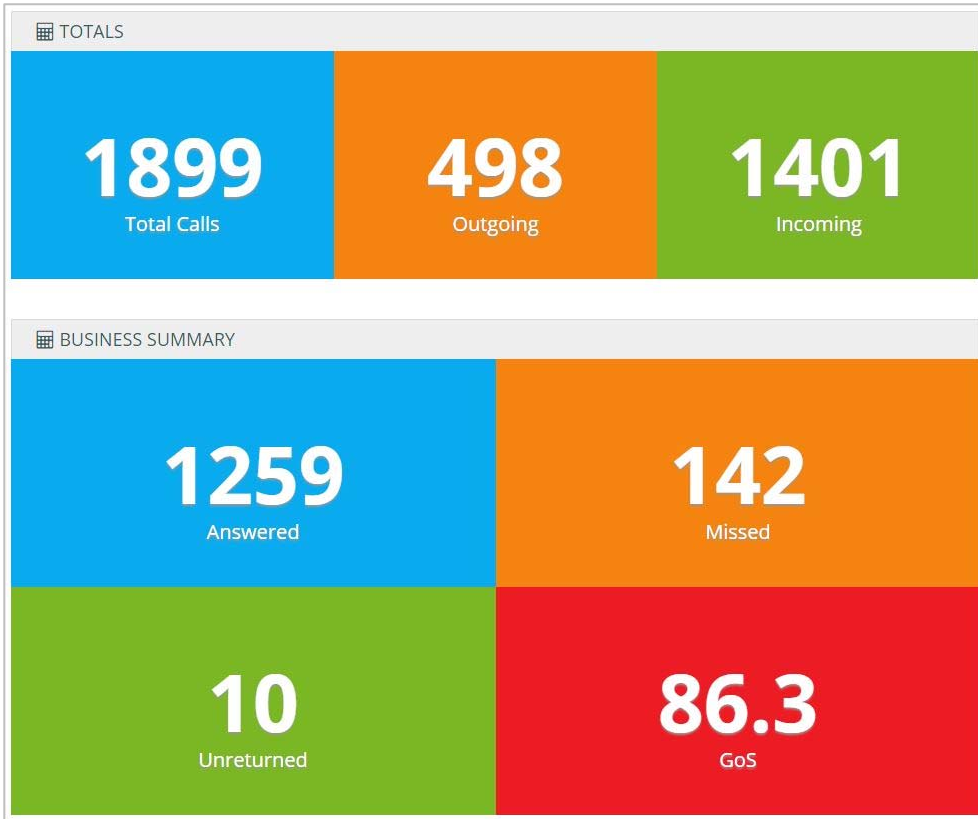 TOTALS
1899
Total Calls
498
Outgoing
1401
Incoming
BUSINESS SUMMARY
1259
Answered
142
Missed
10
Unreturned
86.3
GoS